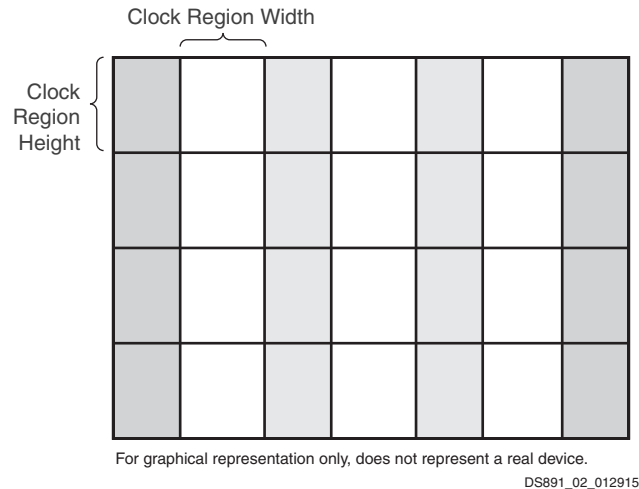 Clock Region Width
Clock
Region
Height
For graphical representation only, does not represent a real device.
DS891_02_012915